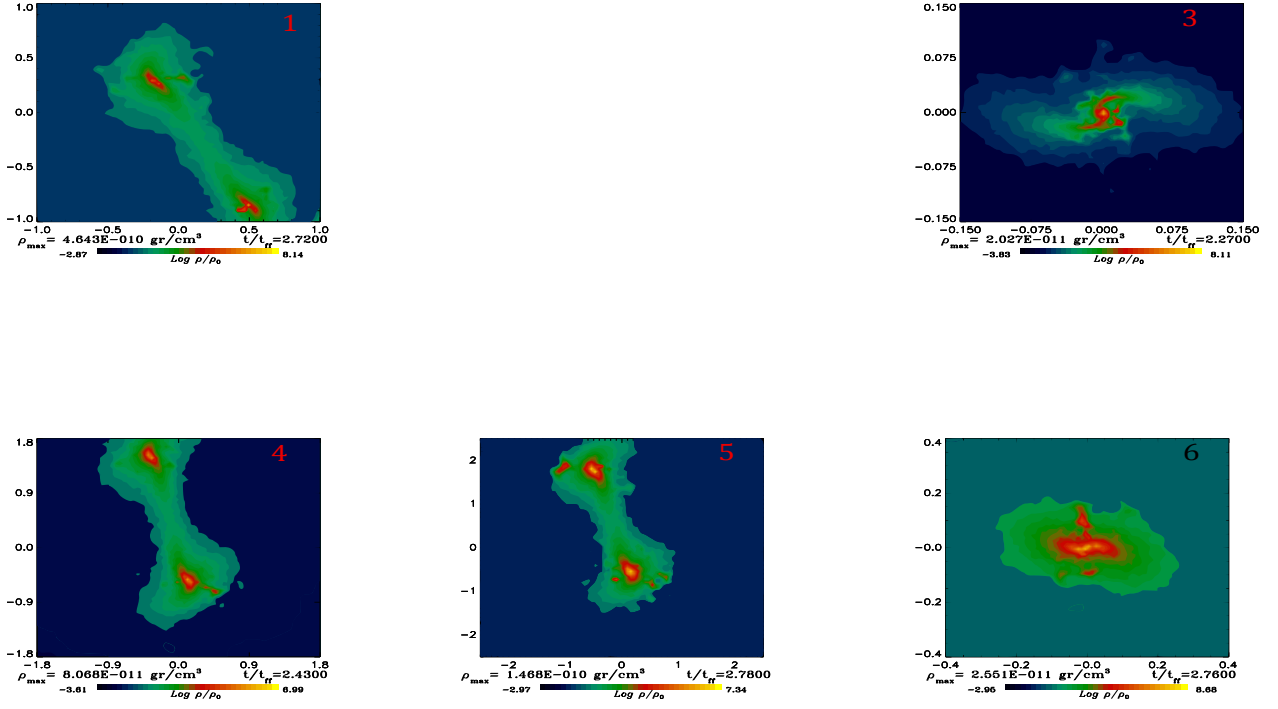 1.0
0.5
0.0
−0.5
−1.0
1
−1.0 −0.5 0.0 0.5 1.0
ρmax= 4.643E−010 gr/cm³ t/tff=2.7200
−2.87 8.14
Log ρ/ρ0
0.150
0.075
0.000
−0.075
−0.150
3
−0.150 −0.075 0.000 0.075 0.150
ρmax= 2.027E−011 gr/cm³ t/tff=2.2700
−3.83 8.11
Log ρ/ρ0
1.8
0.9
0.0
−0.9
−1.8
4
−1.8 −0.9 0.0 0.9 1.8
ρmax= 8.068E−011 gr/cm³ t/tff=2.4300
−3.61 6.99
Log ρ/ρ0
2
1
0
−1
−2
5
−2 −1 0 1 2
ρmax= 1.468E−010 gr/cm³ t/tff=2.7800
−2.97 7.34
Log ρ/ρ0
0.4
0.2
−0.0
−0.2
−0.4
6
−0.4 −0.2 −0.0 0.2 0.4
ρmax= 2.551E−011 gr/cm³ t/tff=2.7600
−2.95 8.68
Log ρ/ρ0